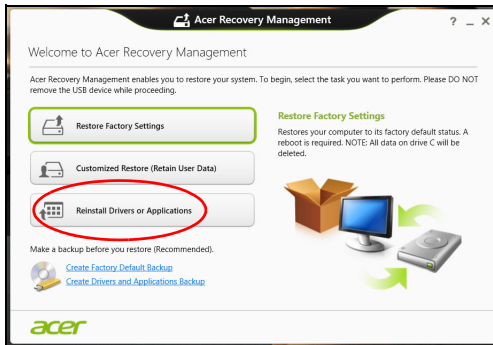 Acer Recovery Management
? _ X
Welcome to Acer Recovery Management
Acer Recovery Management enables you to restore your system. To begin, select the task you want to perform. Please DO NOT
remove the USB device while proceeding.
Restore Factory Settings
Customized Restore (Retain User Data)
Reinstall Drivers or Applications
Restore Factory Settings
Restores your computer to its factory default status. A
reboot is required. NOTE: All data on drive C will be
deleted.
Make a backup before you restore (Recommended).
Create Factory Default Backup
Create Drivers and Applications Backup
acer